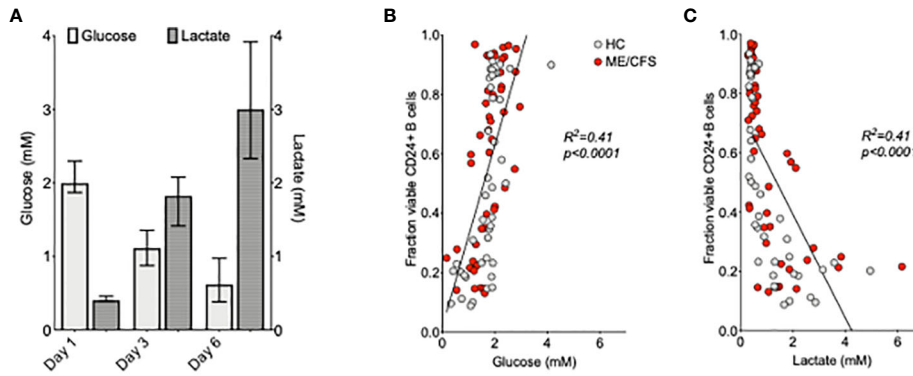 A
Glucose
Lactate
4
3
2
1
0
Glucose (mM)
4
3
2
1
0
Lactate (mM)
Day 1
Day 3
Day 6
B
HC
ME/CFS
1.0
0.8
0.6
0.4
0.2
0.0
Fraction viable CD24+ B cells
R²=0.41
p<0.0001
0
2
4
6
Glucose (mM)
C
1.0
0.8
0.6
0.4
0.2
0.0
Fraction viable CD24+B cells
R²=0.41
p<0.0001
0
2
4
6
Lactate (mM)